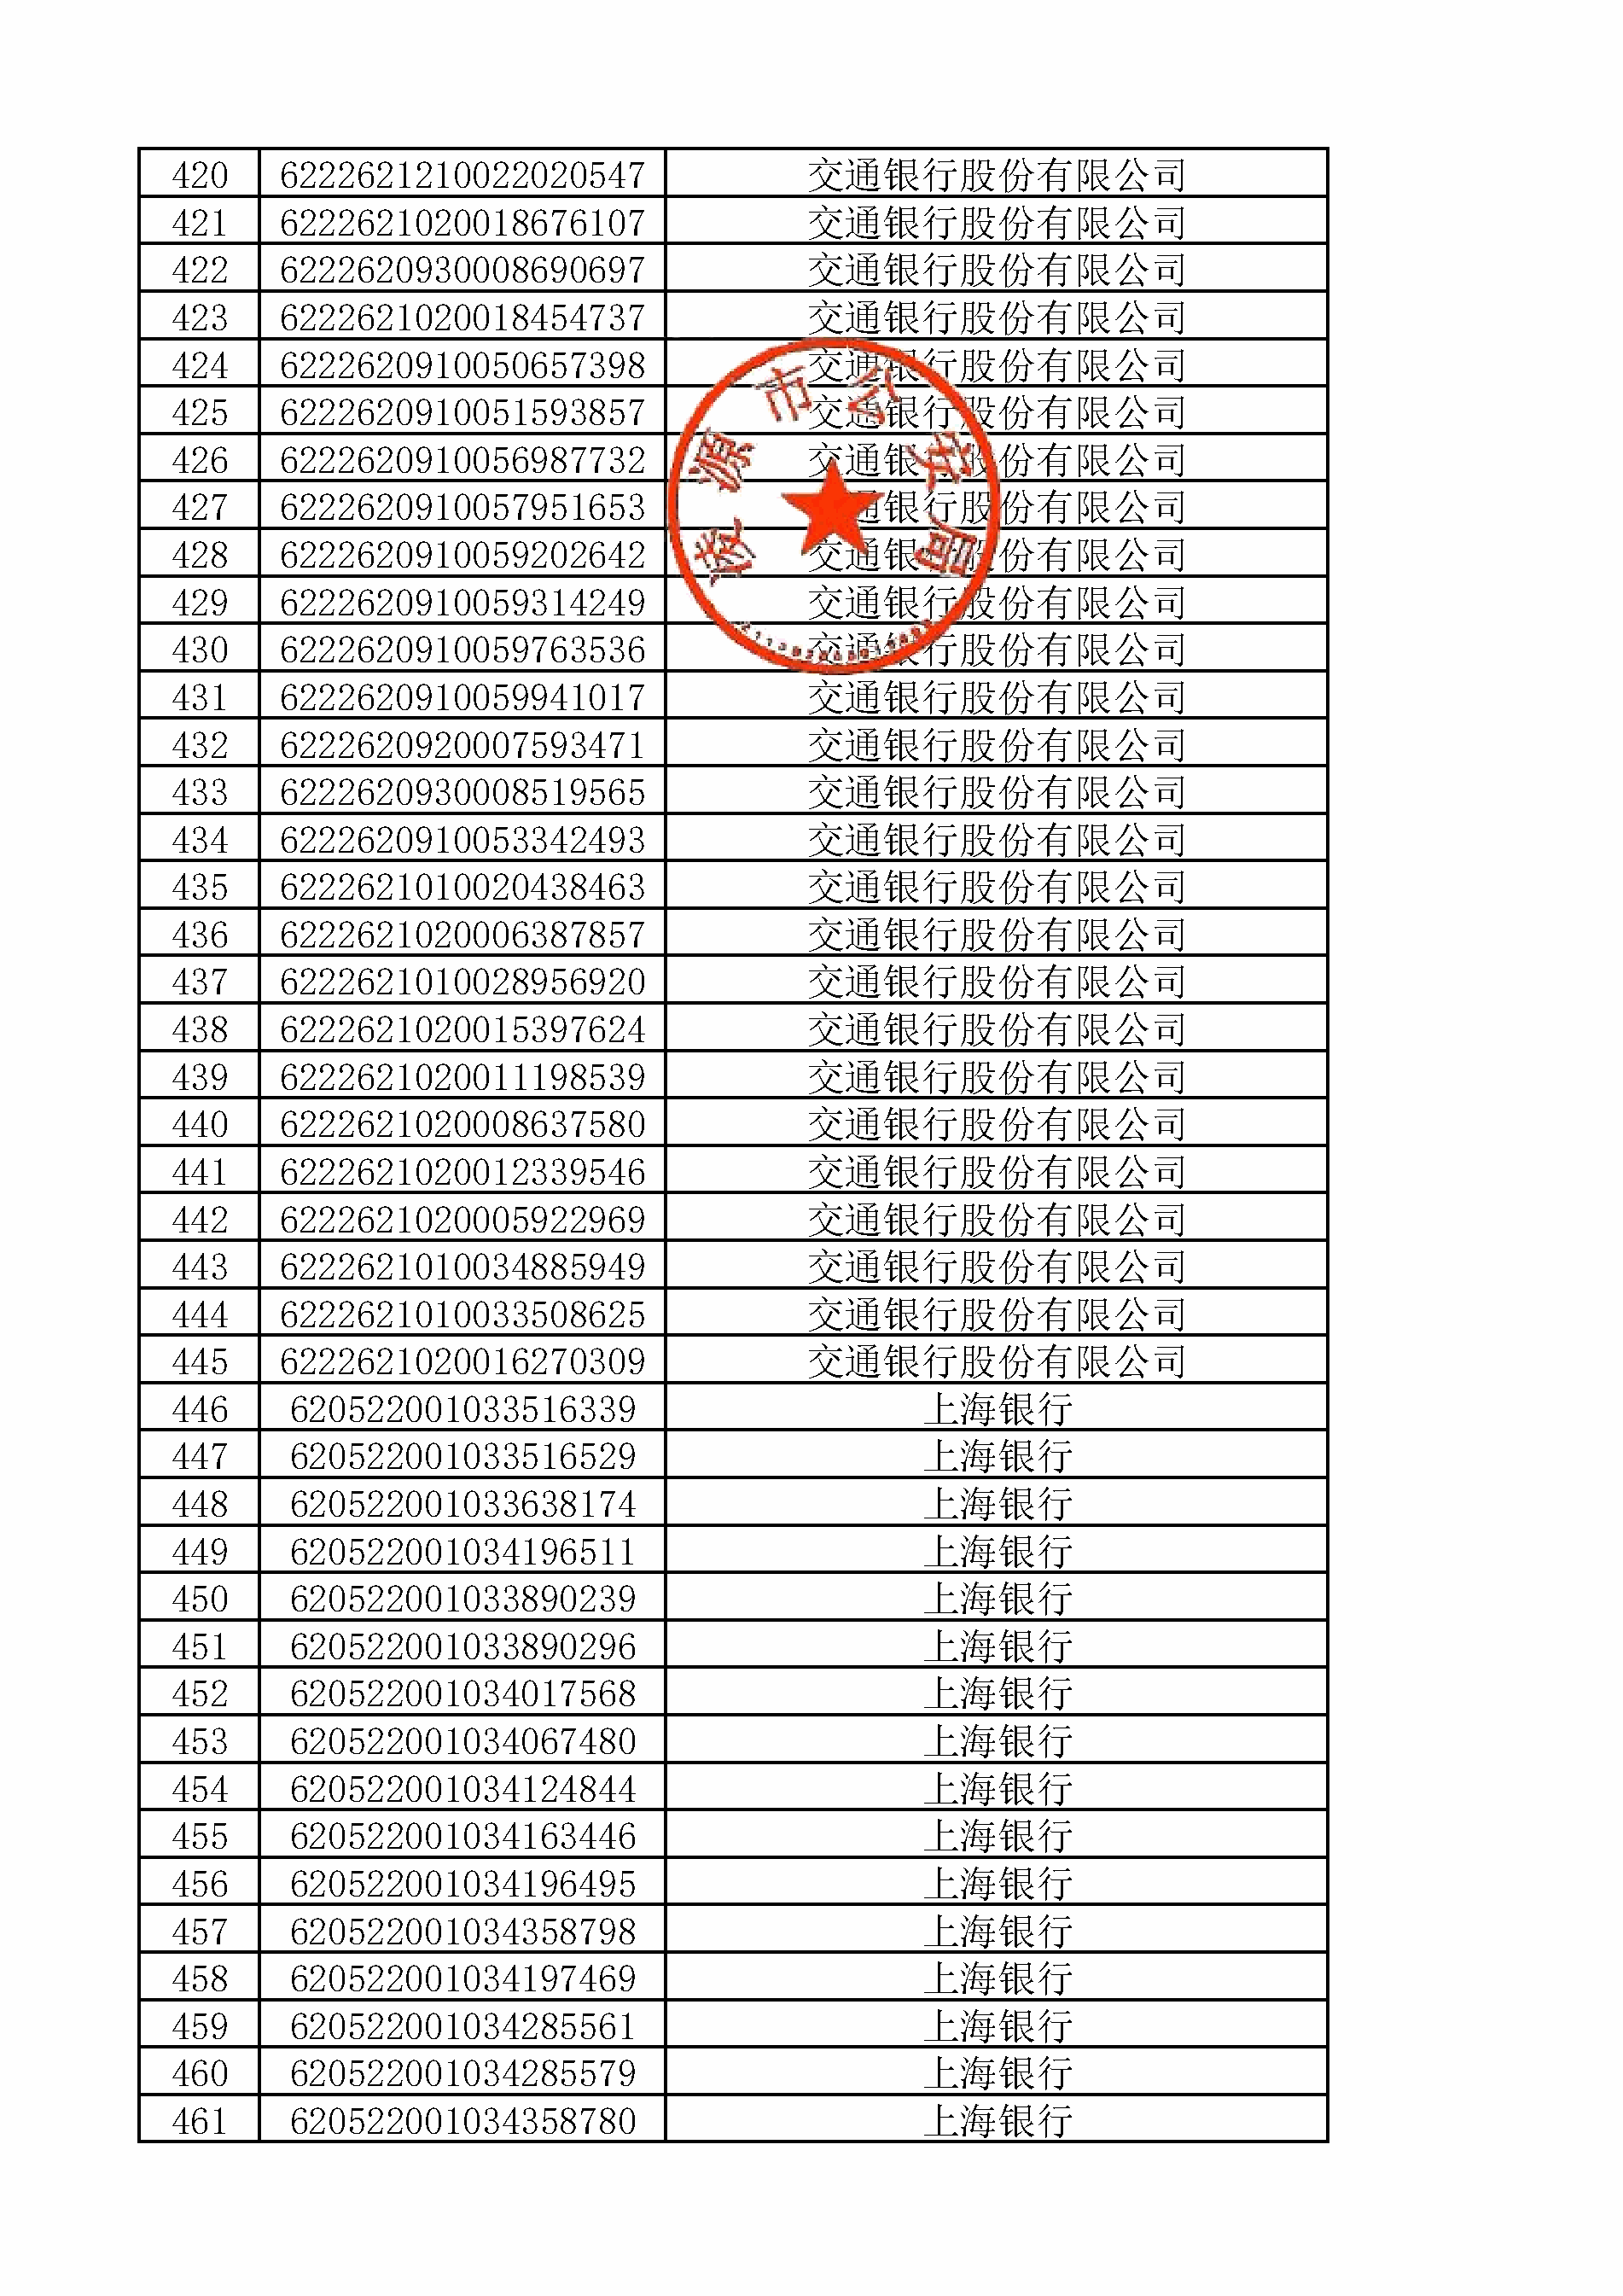 420 6222621210022020547 交通银行股份有限公司
421 6222621020018676107 交通银行股份有限公司
422 6222620930008690697 交通银行股份有限公司
423 6222621020018454737 交通银行股份有限公司
424 6222620910050657398 交通银行股份有限公司
425 6222620910051593857 交通银行股份有限公司
426 6222620910056987732 交通银行股份有限公司
427 6222620910057951653 交通银行股份有限公司
428 6222620910059202642 交通银行股份有限公司
429 6222620910059314249 交通银行股份有限公司
430 6222620910059763536 交通银行股份有限公司
431 6222620910059941017 交通银行股份有限公司
432 6222620920007593471 交通银行股份有限公司
433 6222620930008519565 交通银行股份有限公司
434 6222620910053342493 交通银行股份有限公司
435 6222621010020438463 交通银行股份有限公司
436 6222621020006387857 交通银行股份有限公司
437 6222621010028956920 交通银行股份有限公司
438 6222621020015397624 交通银行股份有限公司
439 6222621020011198539 交通银行股份有限公司
440 6222621020008637580 交通银行股份有限公司
441 6222621020012339546 交通银行股份有限公司
442 6222621020005922969 交通银行股份有限公司
443 6222621010034885949 交通银行股份有限公司
444 6222621010033508625 交通银行股份有限公司
445 6222621020016270309 交通银行股份有限公司
446 620522001033516339 上海银行
447 620522001033516529 上海银行
448 620522001033638174 上海银行
449 620522001034196511 上海银行
450 620522001033890239 上海银行
451 620522001033890296 上海银行
452 620522001034017568 上海银行
453 620522001034067480 上海银行
454 620522001034124844 上海银行
455 620522001034163446 上海银行
456 620522001034196495 上海银行
457 620522001034358798 上海银行
458 620522001034197469 上海银行
459 620522001034285561 上海银行
460 620522001034285579 上海银行
461 620522001034358780 上海银行
凌源市公安局